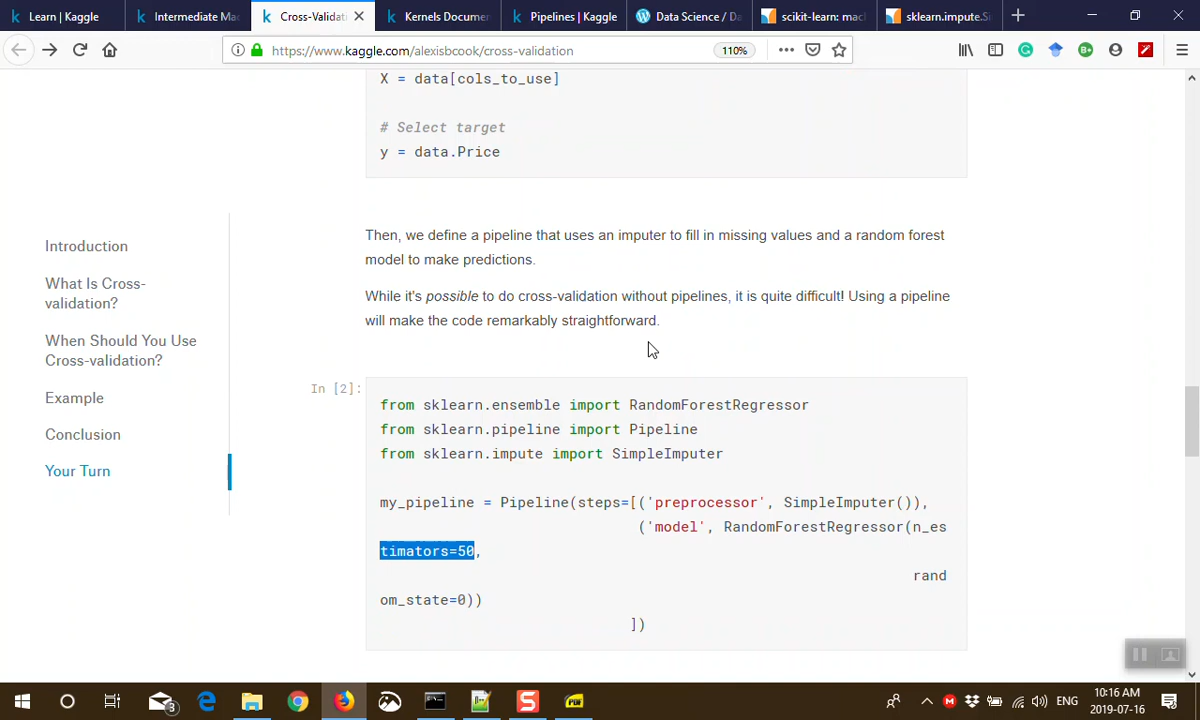 Learn | Kaggle
Intermediate Mac
Cross-Validati
Kernels Documen
Pipelines | Kaggle
Data Science / Da
scikit-learn: mach
sklearn.impute.Si
https://www.kaggle.com/alexisbcook/cross-validation
110%
X = data[cols_to_use]
# Select target
y = data.Price
Then, we define a pipeline that uses an imputer to fill in missing values and a random forest
model to make predictions.
While it's possible to do cross-validation without pipelines, it is quite difficult! Using a pipeline
will make the code remarkably straightforward.
Introduction
What Is Cross-
validation?
When Should You Use
Cross-validation?
Example
Conclusion
Your Turn
In [2]:
from sklearn.ensemble import RandomForestRegressor
from sklearn.pipeline import Pipeline
from sklearn.impute import SimpleImputer
my_pipeline = Pipeline(steps=[('preprocessor', SimpleImputer()),
('model', RandomForestRegressor(n_es
timators=50,
rand
om_state=0))
])
ENG
10:16 AM
2019-07-16